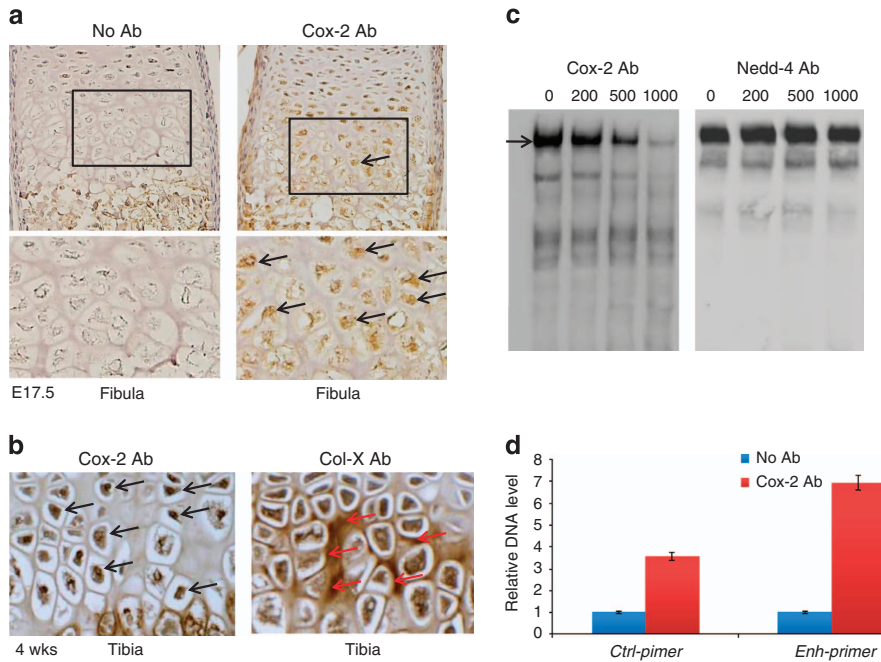 a
No Ab Cox-2 Ab
E17.5 Fibula Fibula
b
Cox-2 Ab Col-X Ab
4 wks Tibia Tibia
c
Cox-2 Ab Nedd-4 Ab
0 200 500 1000 0 200 500 1000
d
Relative DNA level
8
7
6
5
4
3
2
1
0
No Ab
Cox-2 Ab
Ctrl-pimer Enh-primer